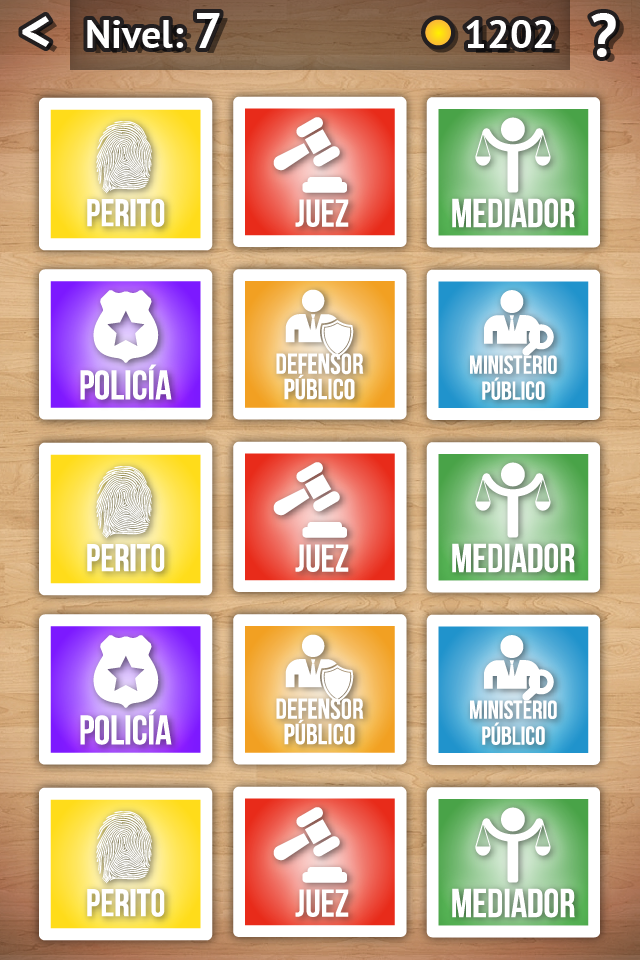 < Nivel: 7 1202 ?
PERITO JUEZ MEDIADOR
POLICÍA DEFENSOR PÚBLICO MINISTERIO PÚBLICO
PERITO JUEZ MEDIADOR
POLICÍA DEFENSOR PÚBLICO MINISTERIO PÚBLICO
PERITO JUEZ MEDIADOR